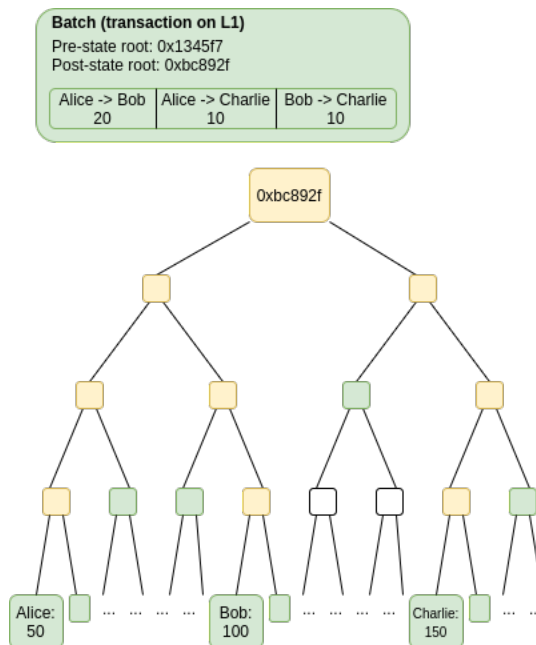 Batch (transaction on L1)
Pre-state root: 0x1345f7
Post-state root: 0xbc892f
Alice -> Bob
20
Alice -> Charlie
10
Bob -> Charlie
10
0xbc892f
Alice:
50
... ... ... ...
Bob:
100
... ... ... ...
Charlie:
150
... ...